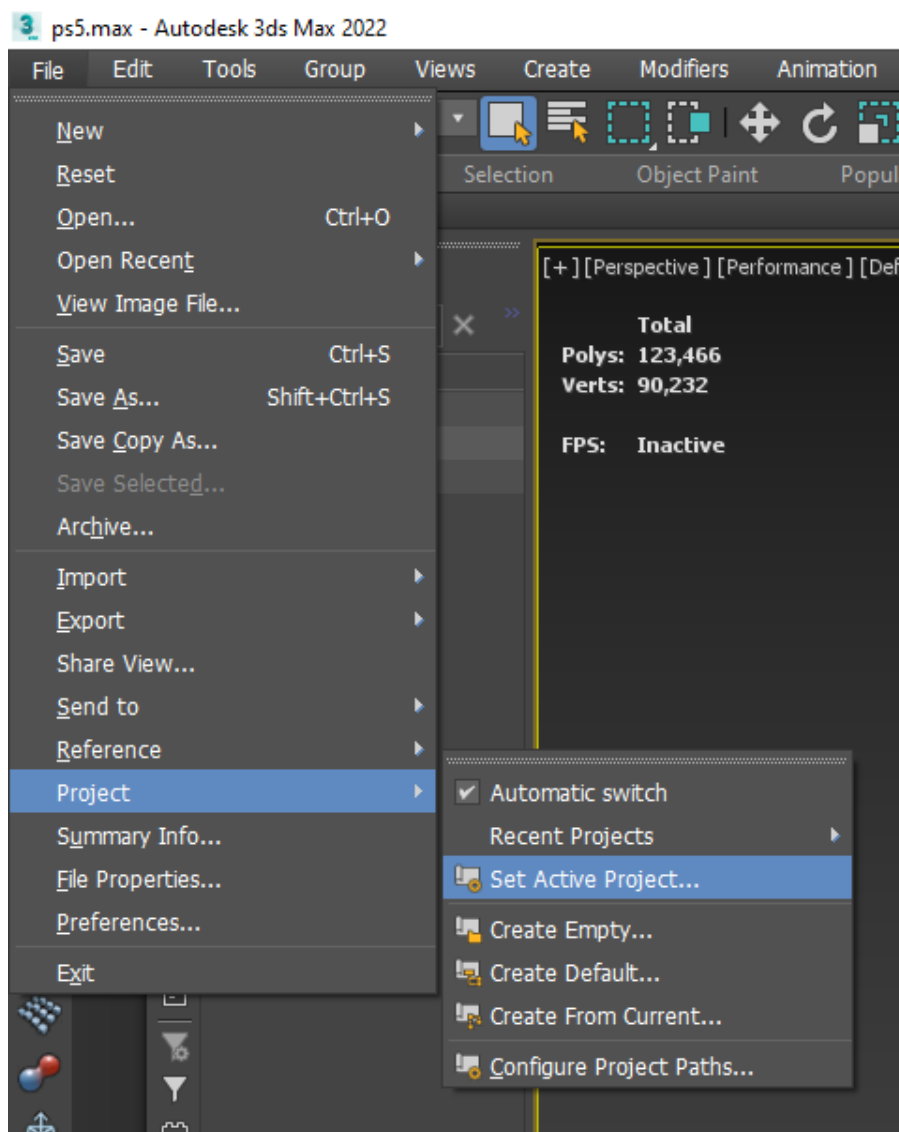 ps5.max - Autodesk 3ds Max 2022
File Edit Tools Group Views Create Modifiers Animation
Selection Object Paint
New
Reset
Open... Ctrl+O
Open Recent
View Image File...
Save Ctrl+S
Save As... Shift+Ctrl+S
Save Copy As...
Save Selected...
Archive...
Import
Export
Share View...
Send to
Reference
Project
Summary Info...
File Properties...
Preferences...
Exit
Automatic switch
Recent Projects
Set Active Project...
Create Empty...
Create Default...
Create From Current...
Configure Project Paths...
[+] [Perspective] [Performance] [Def
Total
Polys: 123,466
Verts: 90,232
FPS: Inactive